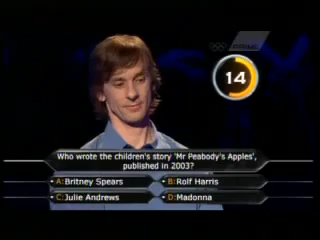 14
Who wrote the children's story 'Mr Peabody's Apples',
published in 2003?
A: Britney Spears
B: Rolf Harris
C: Julie Andrews
D: Madonna